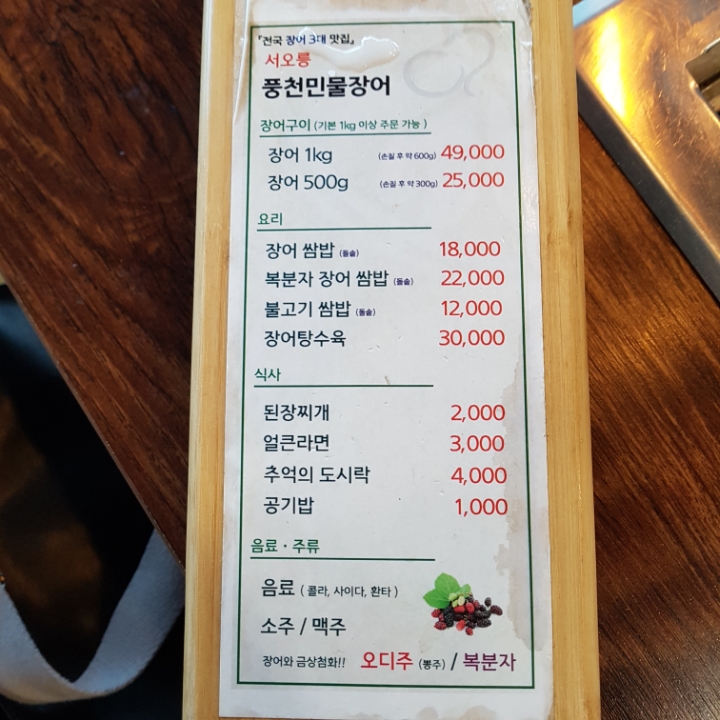 『전국 장어 3대 맛집』
서오릉
풍천민물장어
장어구이 (기본 1kg 이상 주문 가능)
장어 1kg (손질 후 약 600g) 49,000
장어 500g (손질 후 약 300g) 25,000
요리
장어 쌈밥 (돌솥) 18,000
복분자 장어 쌈밥 (돌솥) 22,000
불고기 쌈밥 (돌솥) 12,000
장어탕수육 30,000
식사
된장찌개 2,000
얼큰라면 3,000
추억의 도시락 4,000
공기밥 1,000
음료 · 주류
음료 ( 콜라, 사이다, 환타 )
소주 / 맥주
장어와 금상첨화!! 오디주 (뽕주) / 복분자